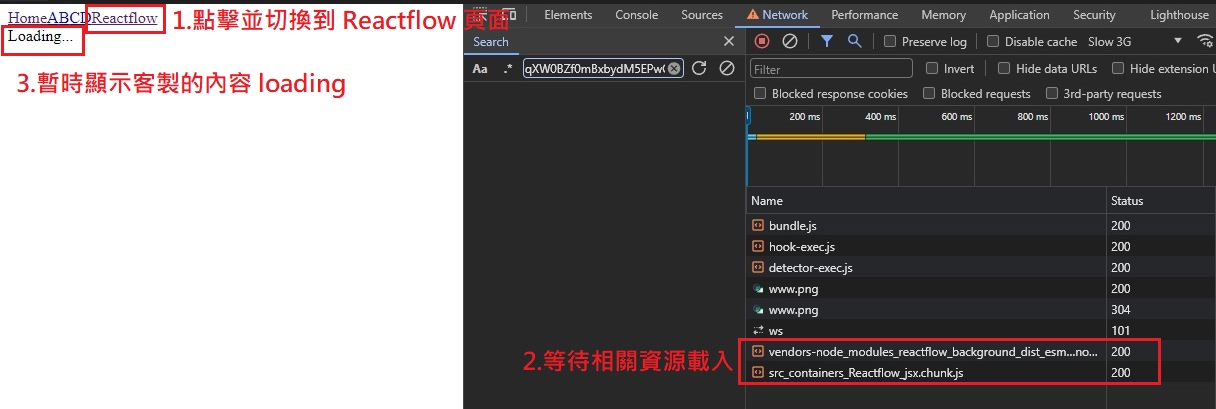 HomeABCDReactflow
Loading...
1.點擊並切換到 Reactflow 頁面
3.暫時顯示客製的內容 loading
Elements Console Sources Network Performance Memory Application Security Lighthouse
Search
Preserve log Disable cache Slow 3G
Aa .* qXW0BZf0mBxbydM5EPw
Filter Invert Hide data URLs Hide extension U
Blocked response cookies Blocked requests 3rd-party requests
200 ms 400 ms 600 ms 800 ms 1000 ms 1200 ms
Name Status
bundle.js 200
hook-exec.js 200
detector-exec.js 200
www.png 200
www.png 304
ws 101
2.等待相關資源載入
vendors-node_modules_reactflow_background_dist_esm...no... 200
src_containers_Reactflow_jsx.chunk.js 200